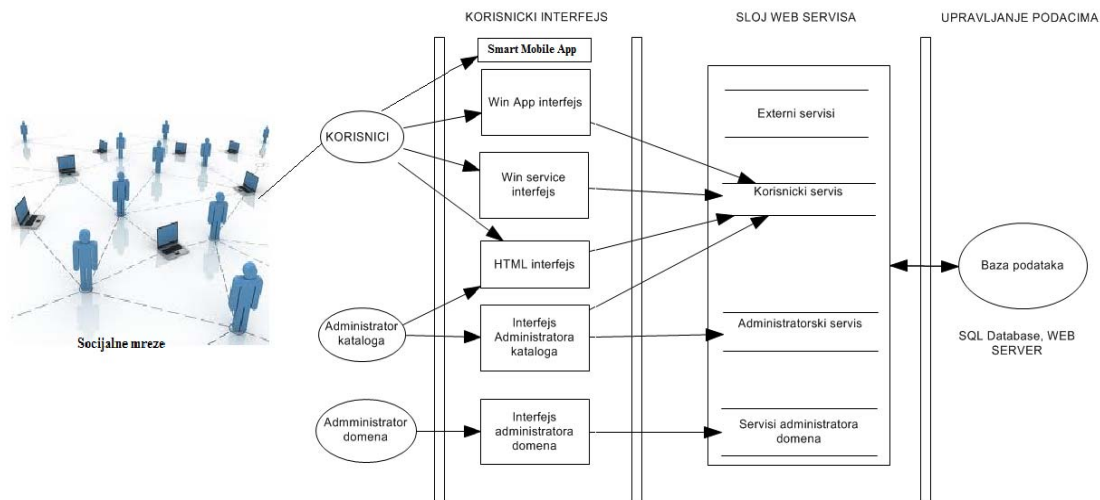 KORISNICKI INTERFEJS
SLOJ WEB SERVISA
UPRAVLJANJE PODACIMA
Smart Mobile App
Win App interfejs
Externi servisi
KORISNICI
Win service
interfejs
Korisnicki servis
HTML interfejs
Baza podataka
Administrator
kataloga
Interfejs
Administratora
kataloga
Administratorski servis
SQL Database, WEB
SERVER
Socijalne mreze
Admministrator
domena
Interfejs
administratora
domena
Servisi administratora
domena